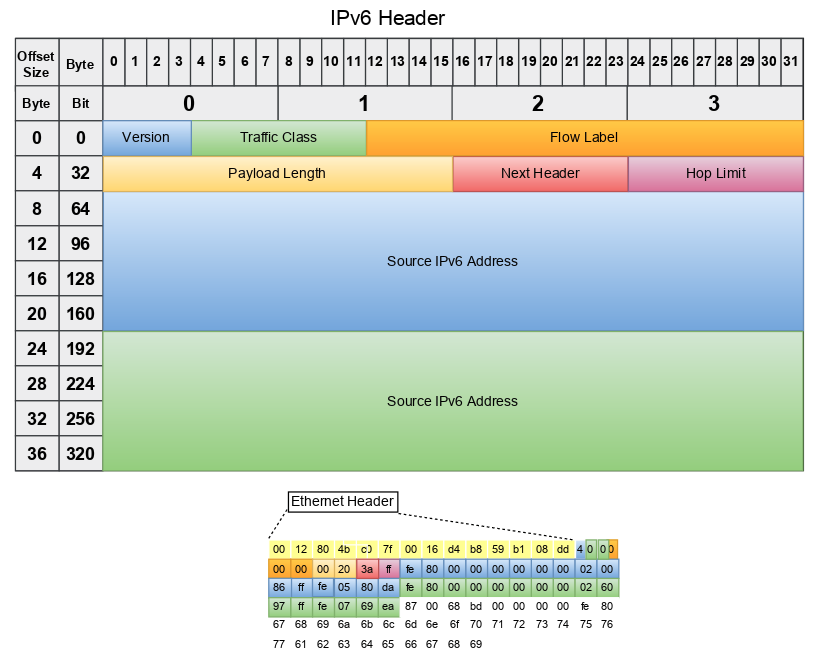 IPv6 Header
Offset Size Byte 0 1 2 3 4 5 6 7 8 9 10 11 12 13 14 15 16 17 18 19 20 21 22 23 24 25 26 27 28 29 30 31
Byte Bit 0 1 2 3
0 0 Version Traffic Class Flow Label
4 32 Payload Length Next Header Hop Limit
8 64
12 96
Source IPv6 Address
16 128
20 160
24 192
28 224
Source IPv6 Address
32 256
36 320
Ethernet Header
00 12 80 4b c3 7f 00 16 d4 b8 59 b1 08 dd 4 0 0 0
00 00 00 20 3a ff fe 80 00 00 00 00 00 00 02 00
86 ff fe 05 80 da fe 80 00 00 00 00 00 00 02 60
97 ff fe 07 69 ea 87 00 68 bd 00 00 00 00 fe 80
67 68 69 6a 6b 6c 6d 6e 6f 70 71 72 73 74 75 76
77 61 62 63 64 65 66 67 68 69